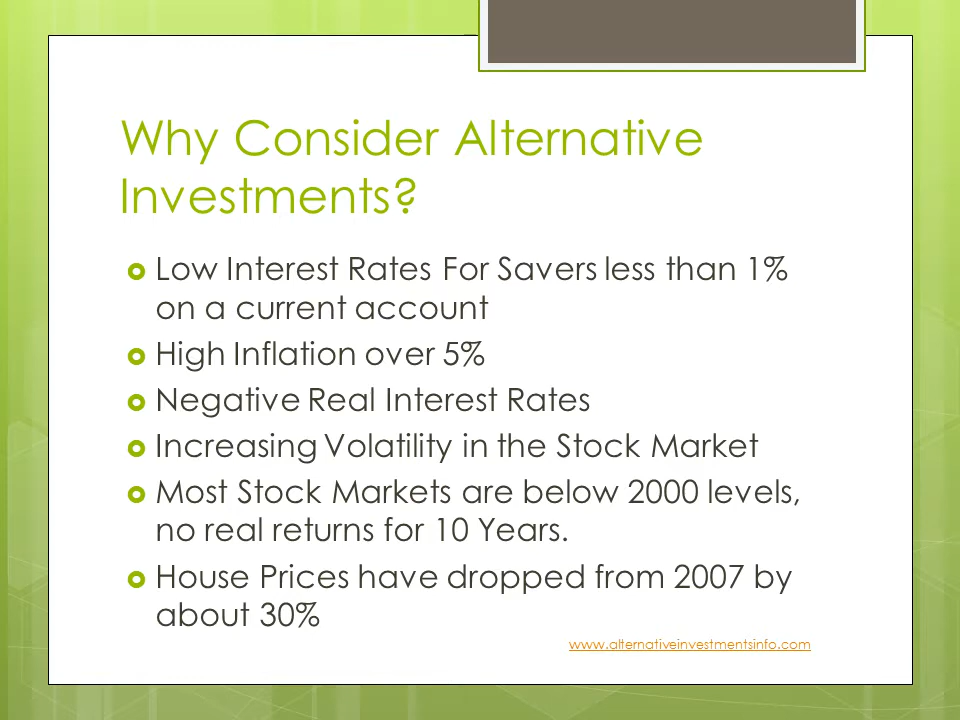 Why Consider Alternative
Investments?
Low Interest Rates For Savers less than 1%
on a current account
High Inflation over 5%
Negative Real Interest Rates
Increasing Volatility in the Stock Market
Most Stock Markets are below 2000 levels,
no real returns for 10 Years.
House Prices have dropped from 2007 by
about 30%
www.alternativeinvestmentsinfo.com